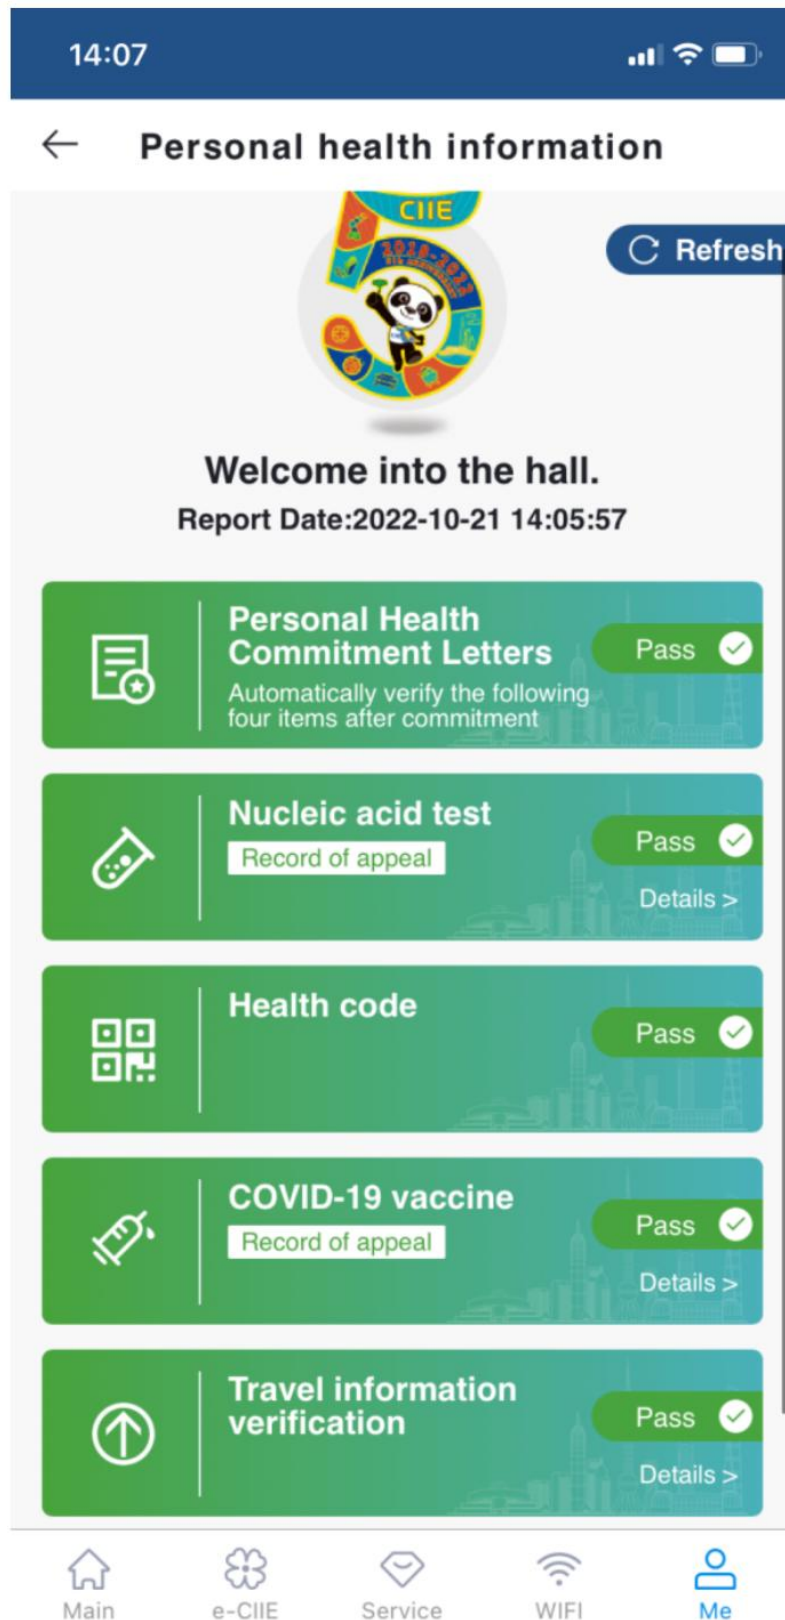 14:07
Personal health information
CIIE
2018-2022
5TH ANNIVERSARY
Refresh
Welcome into the hall.
Report Date:2022-10-21 14:05:57
Personal Health
Commitment Letters
Pass
Automatically verify the following
four items after commitment
Nucleic acid test
Record of appeal
Pass
Details >
Health code
Pass
COVID-19 vaccine
Record of appeal
Pass
Details >
Travel information
verification
Pass
Details >
Main
e-CIIE
Service
WIFI
Me